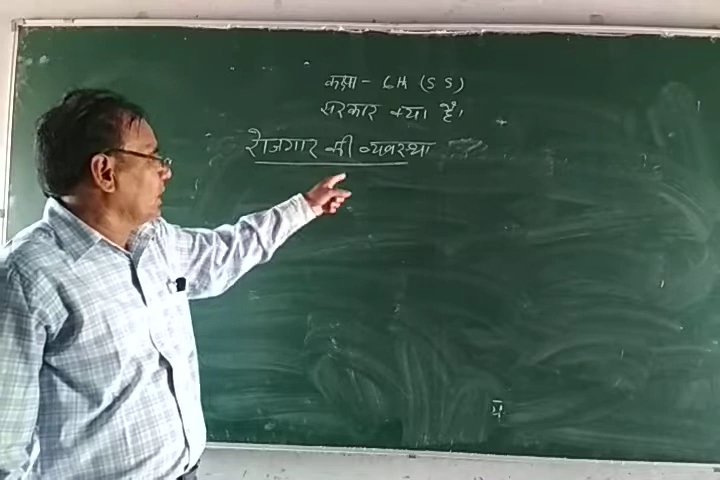 कक्षा - 6th (S S)
सरकार क्या है।
रोजगार की व्यवस्था